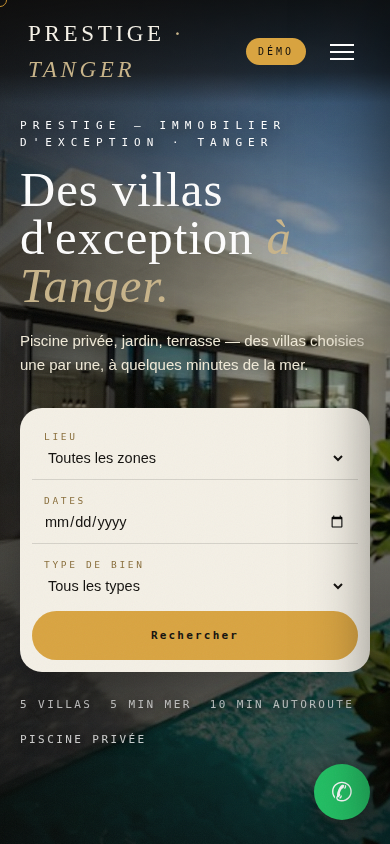 PRESTIGE ·
TANGER
DÉMO
PRESTIGE — IMMOBILIER
D'EXCEPTION · TANGER
Des villas
d'exception à
Tanger.
Piscine privée, jardin, terrasse — des villas choisies
une par une, à quelques minutes de la mer.
LIEU
Toutes les zones
DATES
mm/dd/yyyy
TYPE DE BIEN
Tous les types
Rechercher
5 VILLAS 5 MIN MER 10 MIN AUTOROUTE
PISCINE PRIVÉE